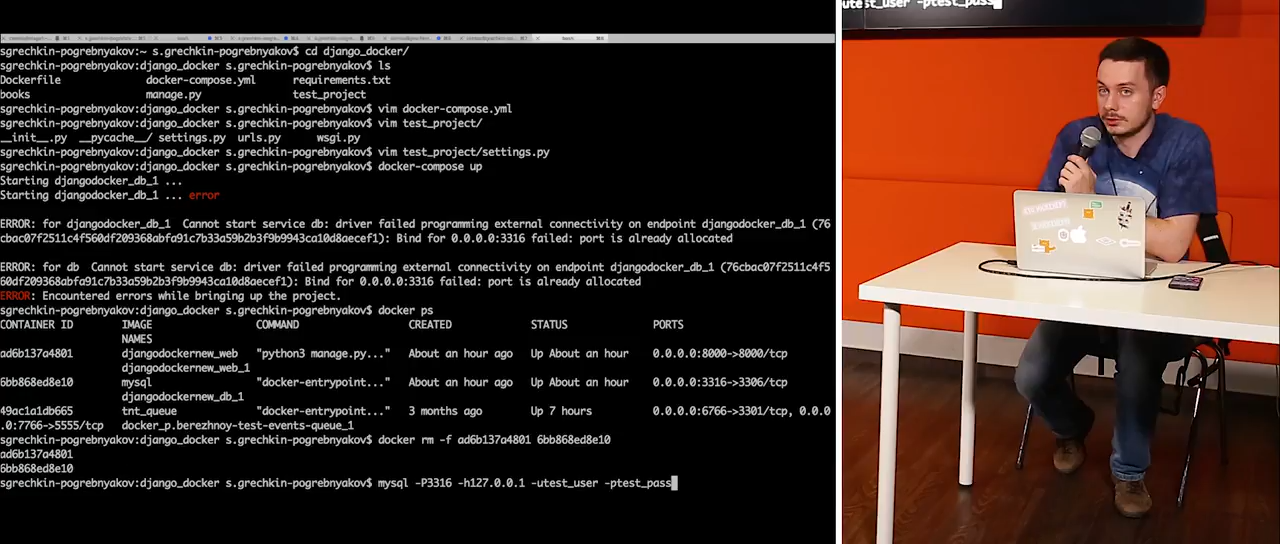 sgrechkin-pogrebnyakov:~ s.grechkin-pogrebnyakov$ cd django_docker/
sgrechkin-pogrebnyakov:django_docker s.grechkin-pogrebnyakov$ ls
Dockerfile docker-compose.yml requirements.txt
books manage.py test_project
sgrechkin-pogrebnyakov:django_docker s.grechkin-pogrebnyakov$ vim docker-compose.yml
sgrechkin-pogrebnyakov:django_docker s.grechkin-pogrebnyakov$ vim test_project/
__init__.py __pycache__/ settings.py urls.py wsgi.py
sgrechkin-pogrebnyakov:django_docker s.grechkin-pogrebnyakov$ vim test_project/settings.py
sgrechkin-pogrebnyakov:django_docker s.grechkin-pogrebnyakov$ docker-compose up
Starting djangodocker_db_1 ...
Starting djangodocker_db_1 ... error
ERROR: for djangodocker_db_1 Cannot start service db: driver failed programming external connectivity on endpoint djangodocker_db_1 (76
cbac07f2511c4f560df209368abfa91c7b33a59b2b3f9b9943ca10d8aecef1): Bind for 0.0.0.0:3316 failed: port is already allocated
ERROR: for db Cannot start service db: driver failed programming external connectivity on endpoint djangodocker_db_1 (76cbac07f2511c4f5
60df209368abfa91c7b33a59b2b3f9b9943ca10d8aecef1): Bind for 0.0.0.0:3316 failed: port is already allocated
ERROR: Encountered errors while bringing up the project.
sgrechkin-pogrebnyakov:django_docker s.grechkin-pogrebnyakov$ docker ps
CONTAINER ID IMAGE COMMAND CREATED STATUS PORTS
NAMES
ad6b137a4801 djangodockernew_web "python3 manage.py..." About an hour ago Up About an hour 0.0.0.0:8000->8000/tcp
djangodockernew_web_1
6bb868ed8e10 mysql "docker-entrypoint..." About an hour ago Up About an hour 0.0.0.0:3316->3306/tcp
djangodockernew_db_1
49ac1a1db665 tnt_queue "docker-entrypoint..." 3 months ago Up 7 hours 0.0.0.0:6766->3301/tcp, 0.0.0
.0:7766->5555/tcp docker_p.berezhnoy-test-events-queue_1
sgrechkin-pogrebnyakov:django_docker s.grechkin-pogrebnyakov$ docker rm -f ad6b137a4801 6bb868ed8e10
ad6b137a4801
6bb868ed8e10
sgrechkin-pogrebnyakov:django_docker s.grechkin-pogrebnyakov$ mysql -P3316 -h127.0.0.1 -utest_user -ptest_pass
utest_user -ptest_pass